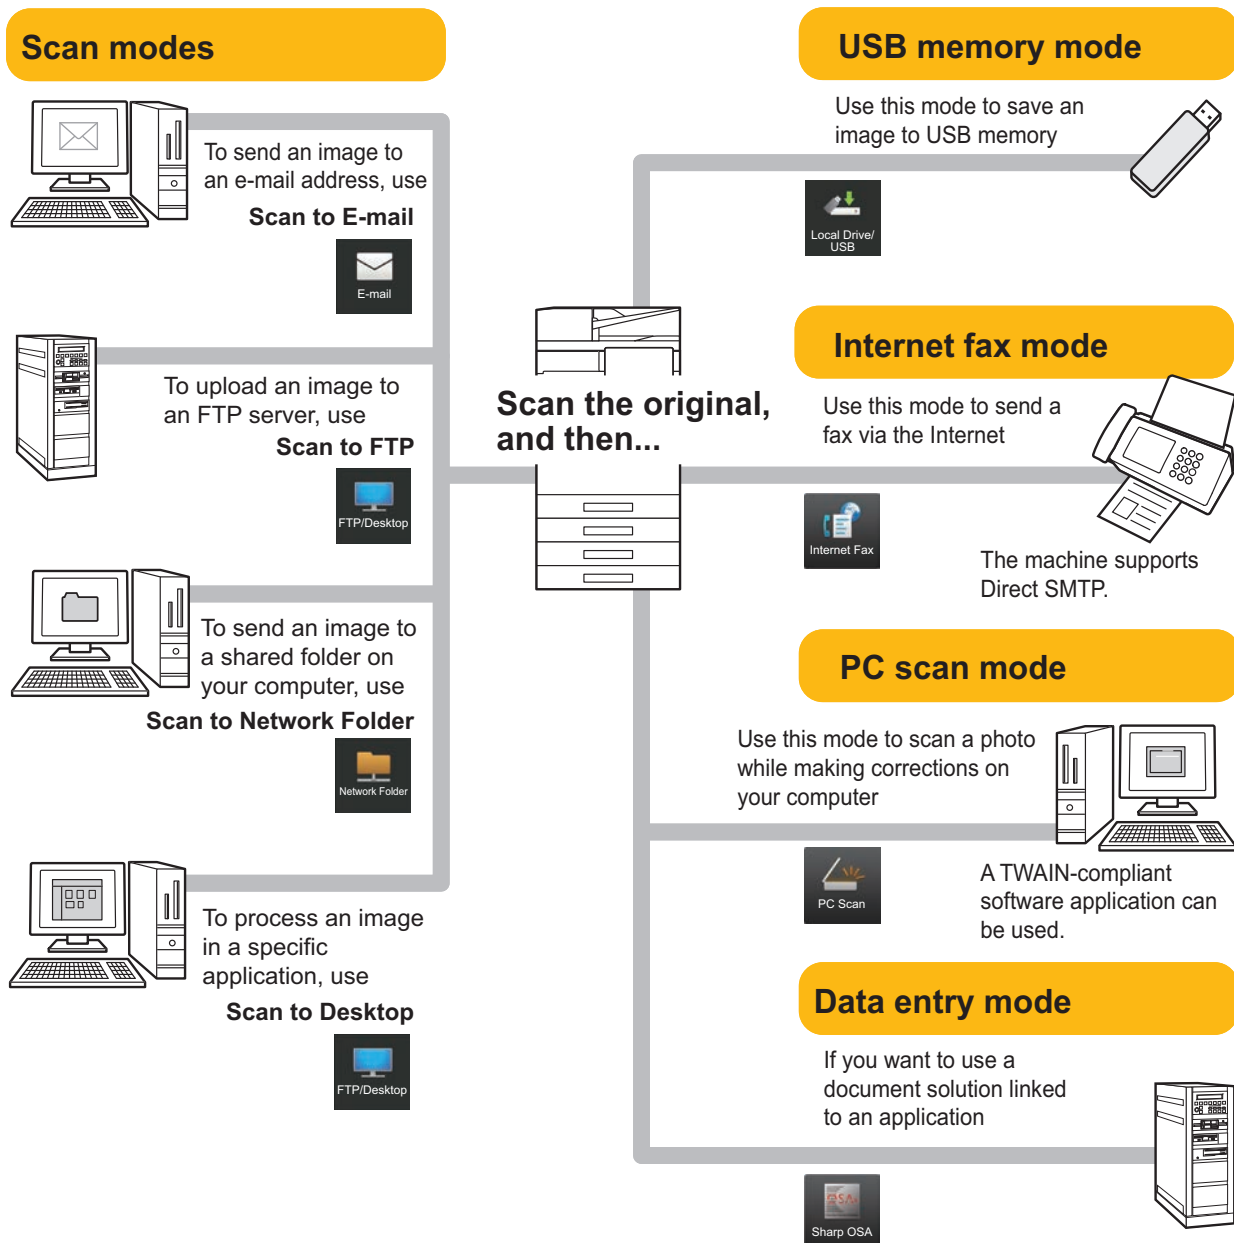 Scan modes
To send an image to
an e-mail address, use
Scan to E-mail
E-mail
To upload an image to
an FTP server, use
Scan to FTP
FTP/Desktop
To send an image to
a shared folder on
your computer, use
Scan to Network Folder
Network Folder
To process an image
in a specific
application, use
Scan to Desktop
FTP/Desktop
Scan the original,
and then...
USB memory mode
Use this mode to save an
image to USB memory
Local Drive/
USB
Internet fax mode
Use this mode to send a
fax via the Internet
Internet Fax
The machine supports
Direct SMTP.
PC scan mode
Use this mode to scan a photo
while making corrections on
your computer
PC Scan
A TWAIN-compliant
software application can
be used.
Data entry mode
If you want to use a
document solution linked
to an application
OSA
Sharp OSA